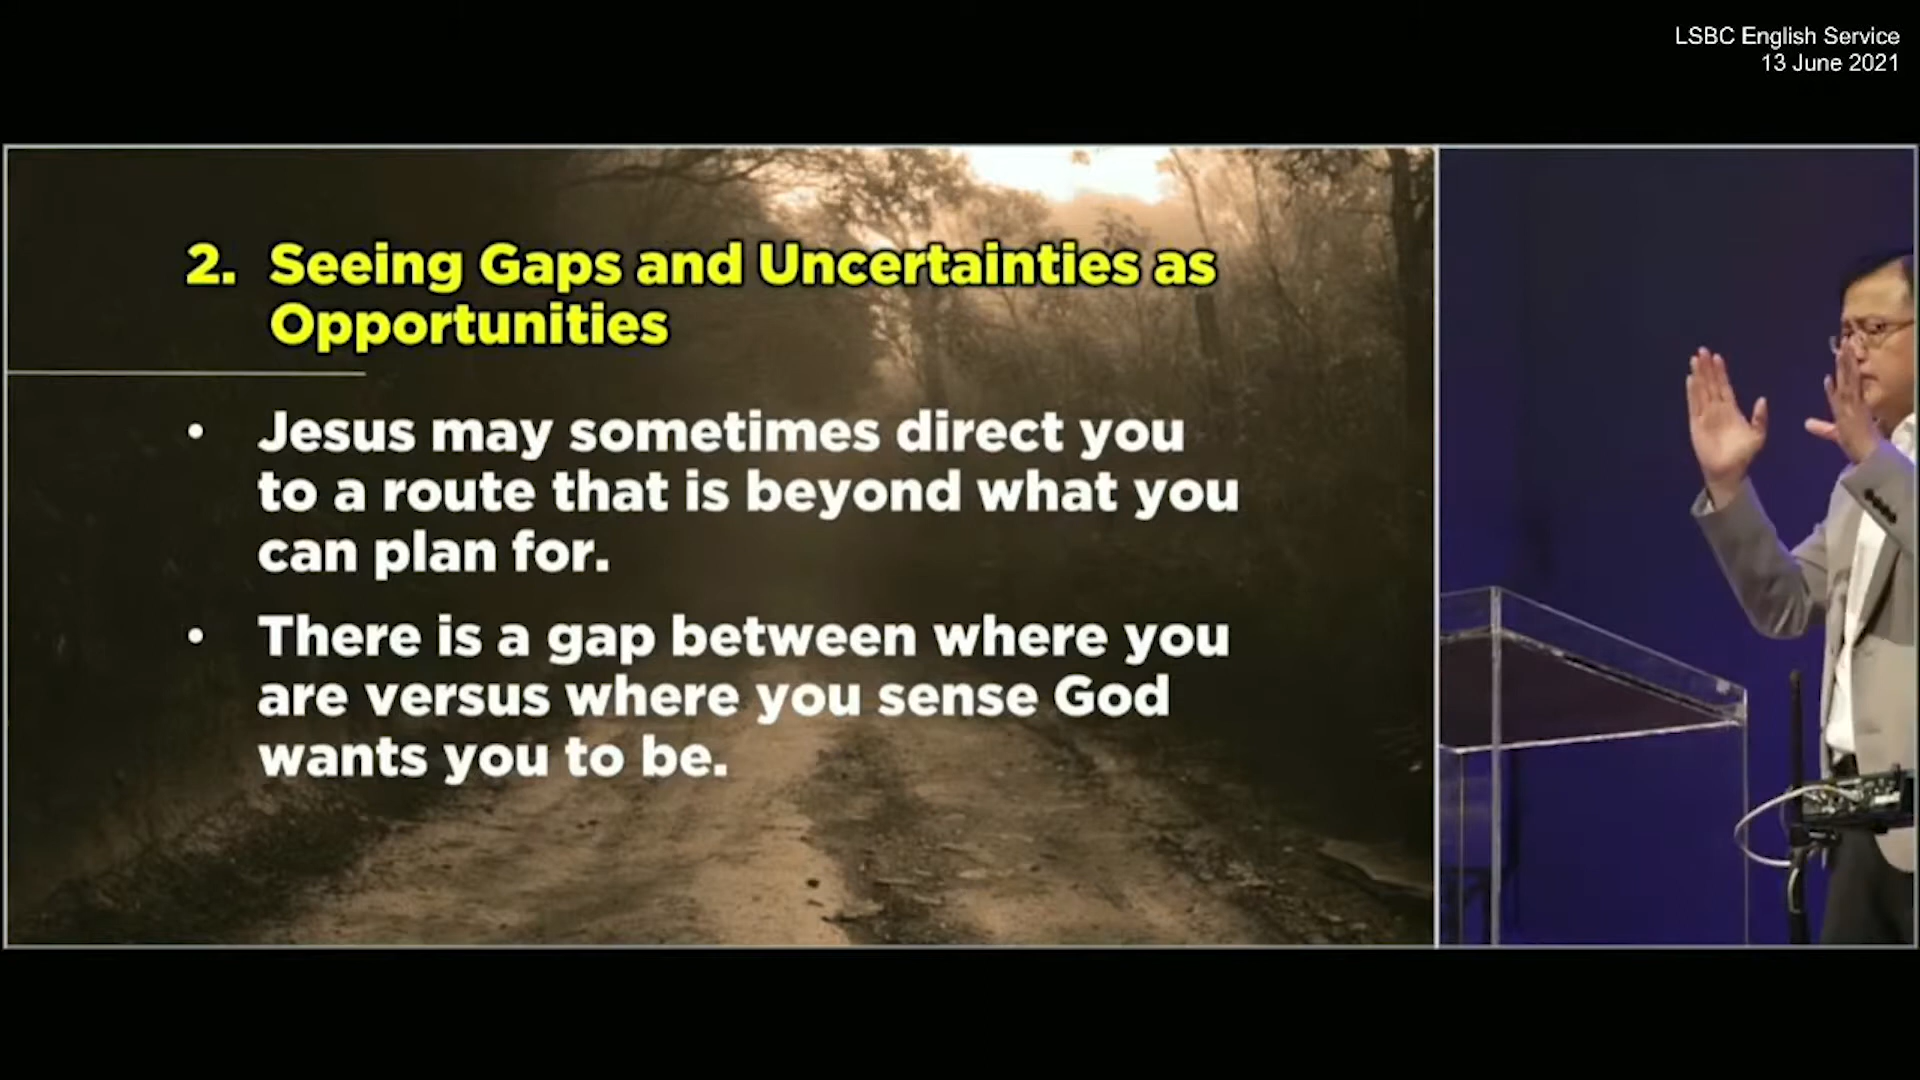 LSBC English Service
13 June 2021
2. Seeing Gaps and Uncertainties as
Opportunities
• Jesus may sometimes direct you
to a route that is beyond what you
can plan for.
• There is a gap between where you
are versus where you sense God
wants you to be.